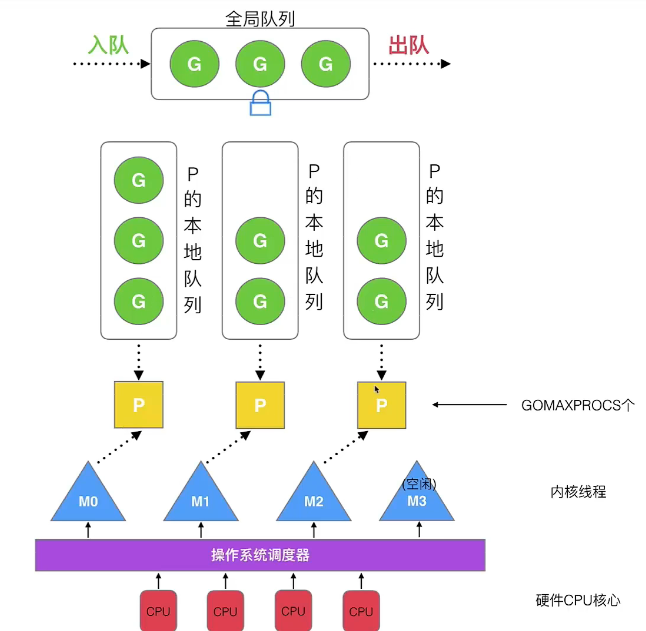 全局队列
入队
出队
G G G
P的本地队列
P的本地队列
P的本地队列
G
G G G
G G G
P P P
GOMAXPROCS个
(空闲)
M0 M1 M2 M3
内核线程
操作系统调度器
CPU CPU CPU CPU
硬件CPU核心